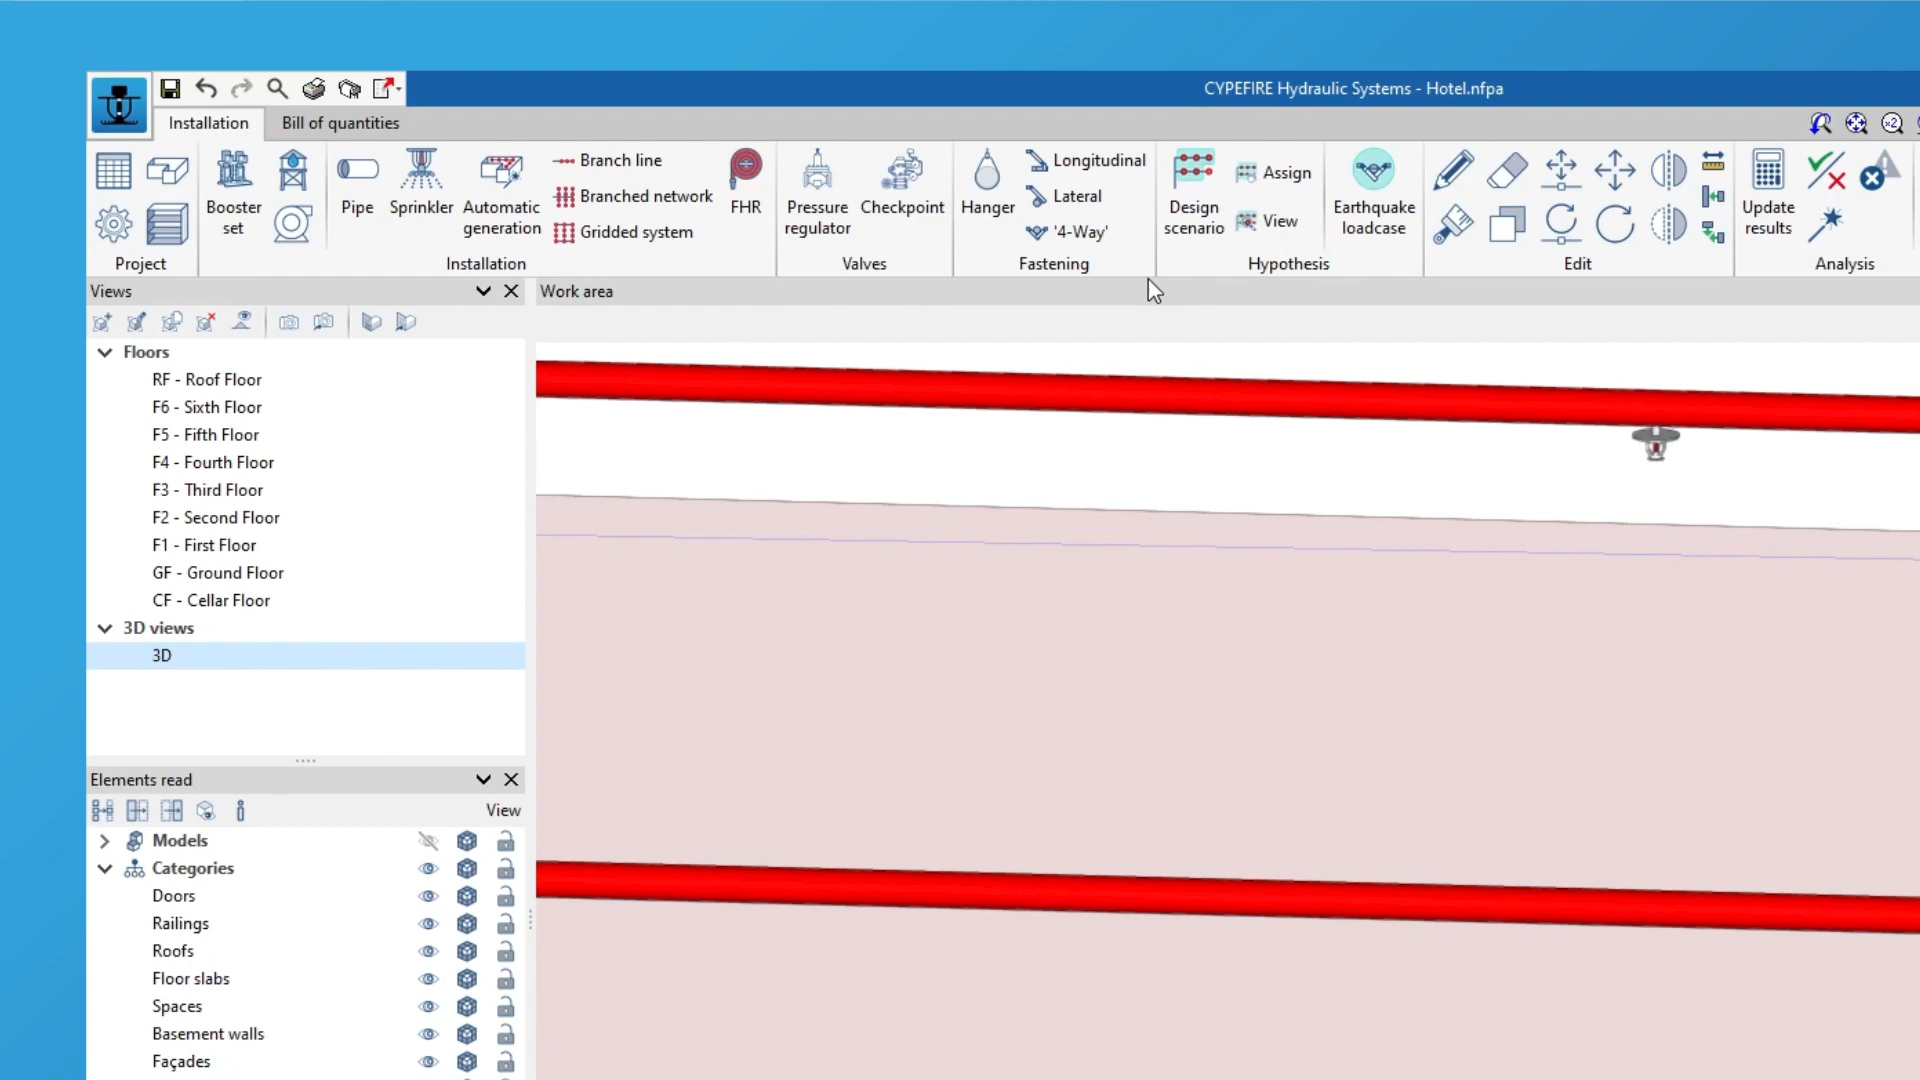 CYPEFIRE Hydraulic Systems - Hotel.nfpa
Installation
Bill of quantities
x2
Project
Booster set
Pipe
Sprinkler
Automatic generation
Branch line
Branched network
Gridded system
FHR
Installation
Pressure regulator
Checkpoint
Valves
Hanger
Longitudinal
Lateral
'4-Way'
Fastening
Design scenario
Assign
View
Earthquake loadcase
Hypothesis
Edit
Update results
Analysis
Views
Work area
Floors
RF - Roof Floor
F6 - Sixth Floor
F5 - Fifth Floor
F4 - Fourth Floor
F3 - Third Floor
F2 - Second Floor
F1 - First Floor
GF - Ground Floor
CF - Cellar Floor
3D views
3D
Elements read
View
Models
Categories
Doors
Railings
Roofs
Floor slabs
Spaces
Basement walls
Façades